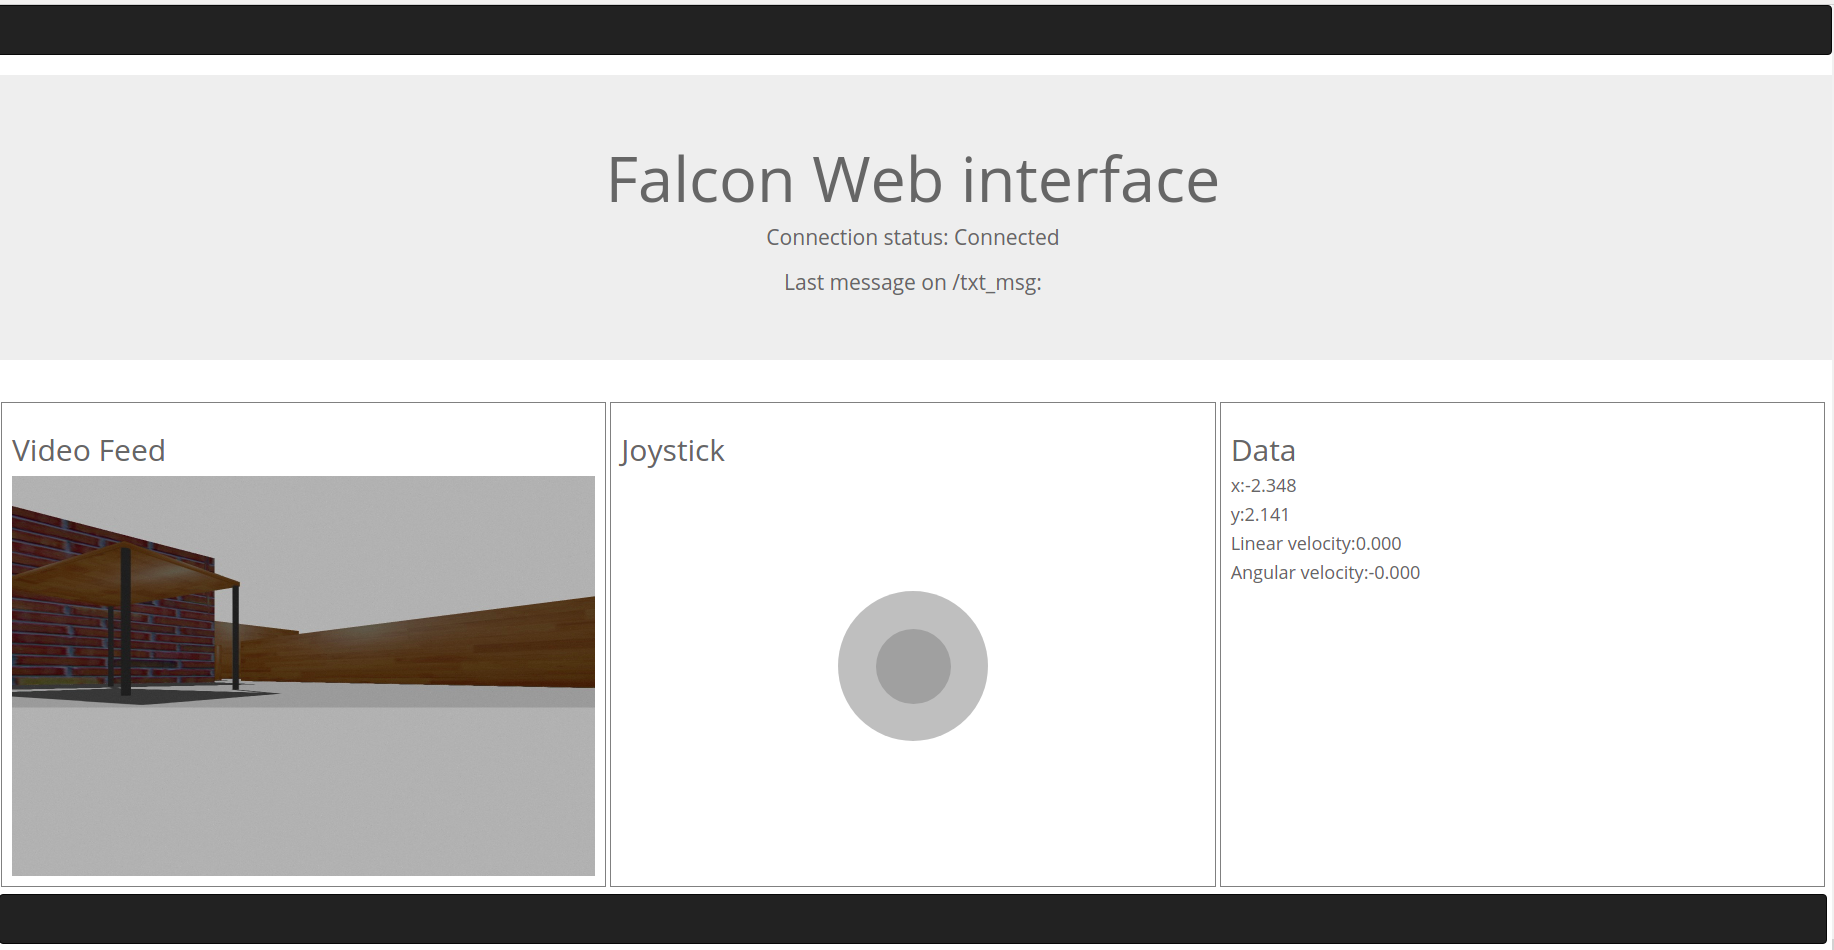 Falcon Web interface
Connection status: Connected
Last message on /txt_msg:
Video Feed
Joystick
Data
x:-2.348
y:2.141
Linear velocity:0.000
Angular velocity:-0.000